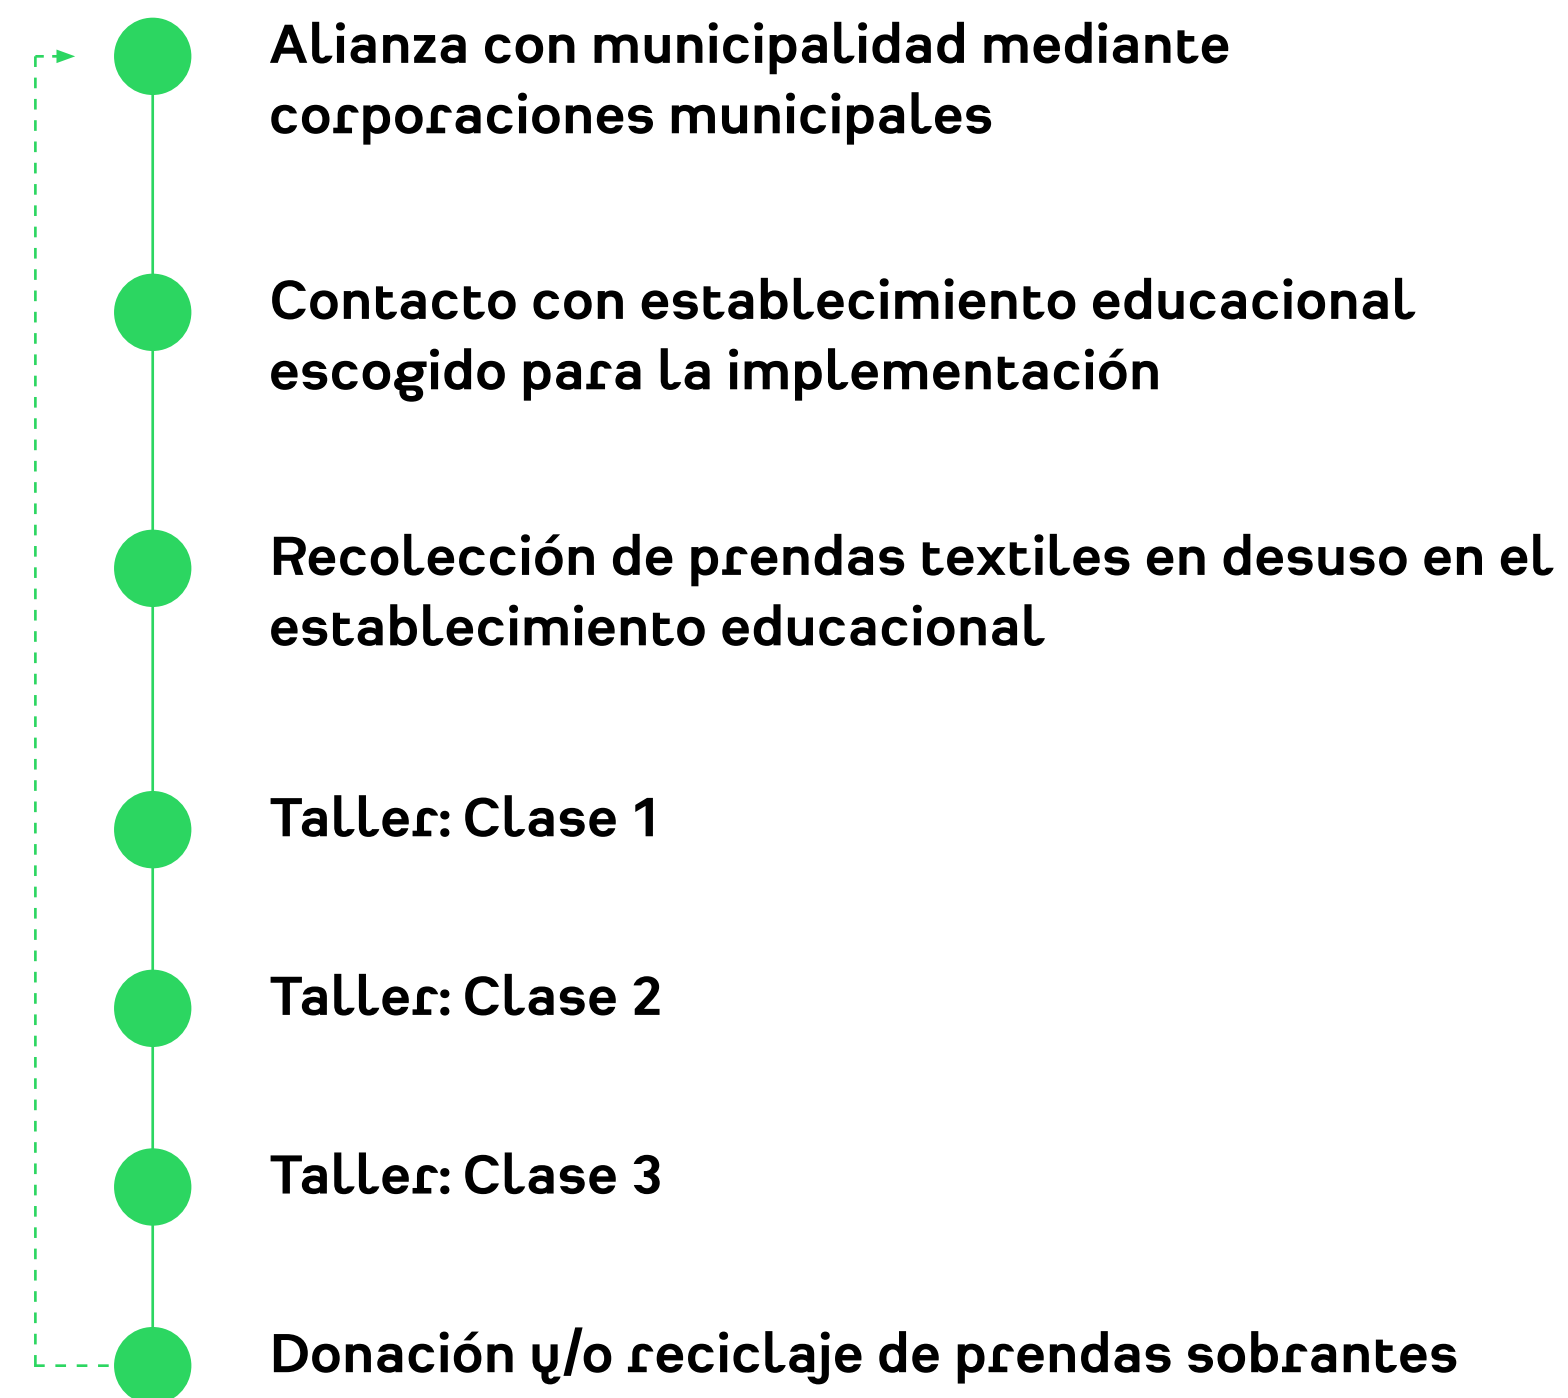 Alianza con municipalidad mediante
corporaciones municipales
Contacto con establecimiento educacional
escogido para la implementación
Recolección de prendas textiles en desuso en el
establecimiento educacional
Taller: Clase 1
Taller: Clase 2
Taller: Clase 3
Donación y/o reciclaje de prendas sobrantes